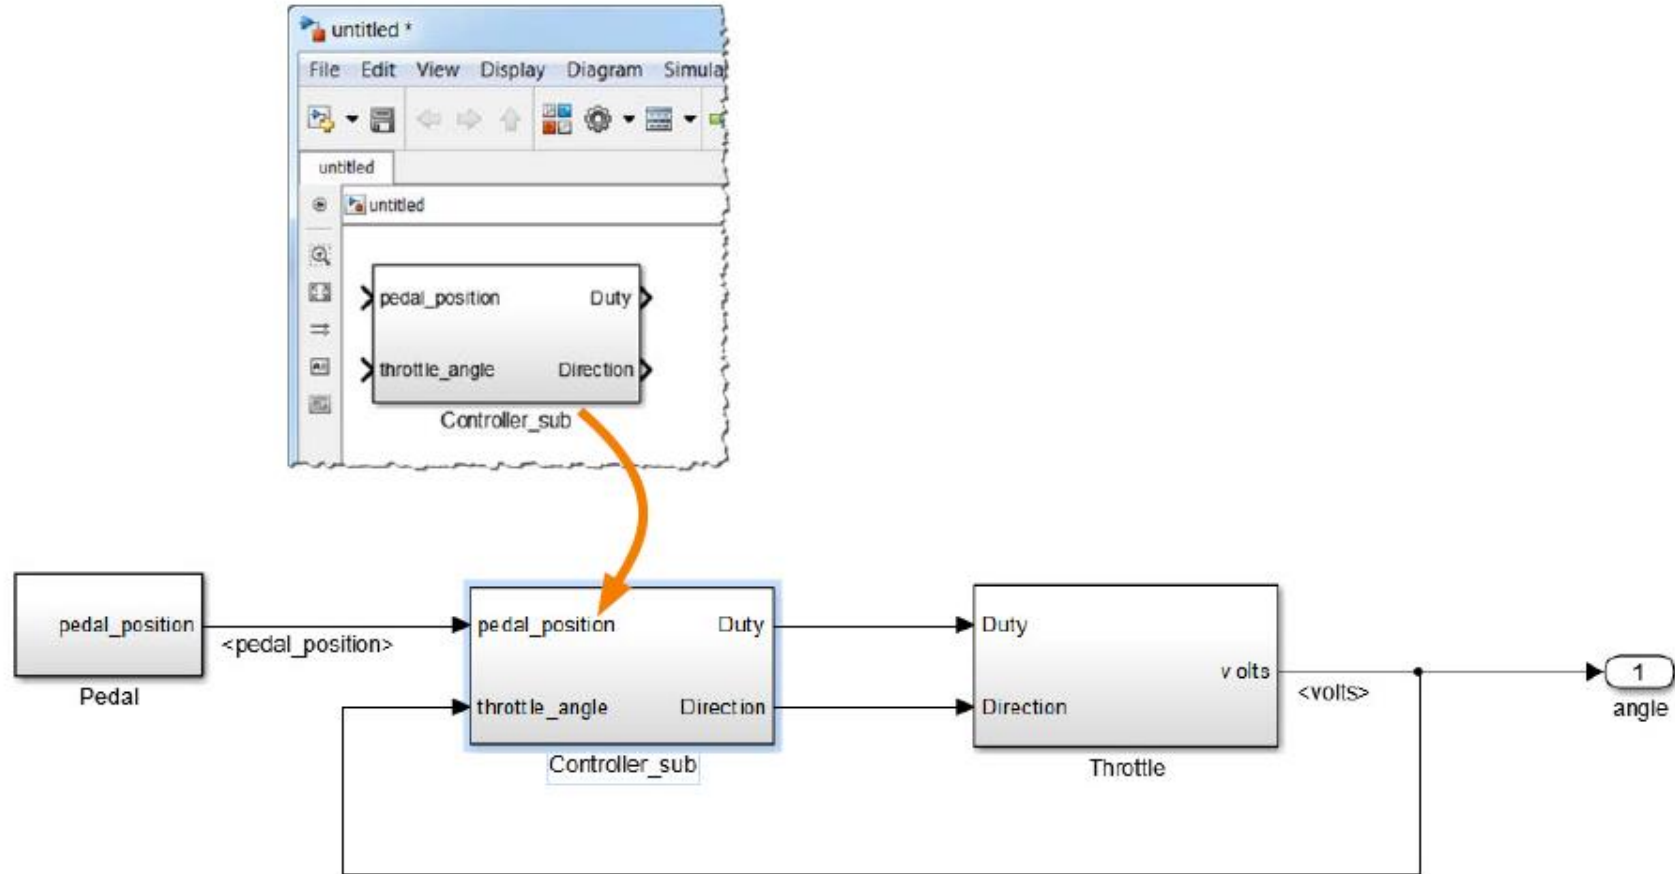 untitled *
File Edit View Display Diagram Simula
untitled
untitled
pedal_position Duty
throttle_angle Direction
Controller_sub
pedal_position
<pedal_position>
Pedal
pedal_position Duty
throttle_angle Direction
Controller_sub
Duty
volts
Direction
Throttle
<volts>
1
angle